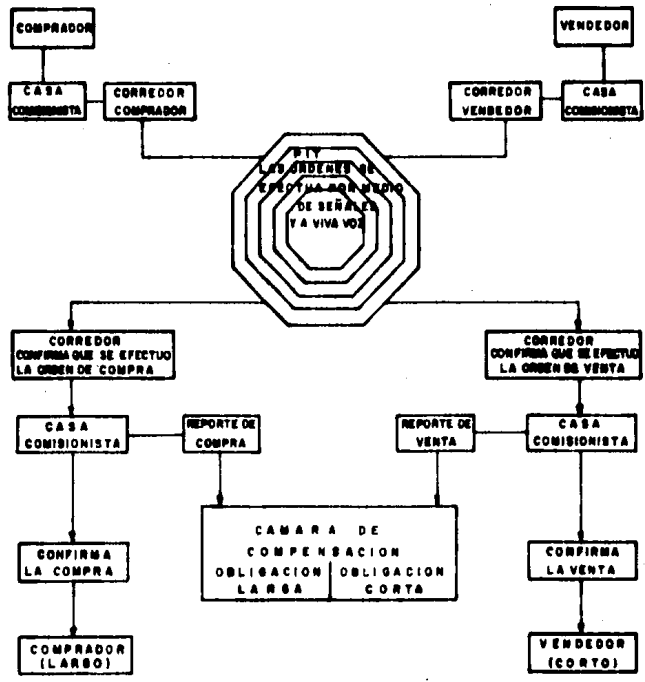 COMPRADOR
VENDEDOR
CASA
COMISIONISTA
CORREDOR
COMPRADOR
CORREDOR
VENDEDOR
CASA
COMISIONISTA
PIT
LAS ORDENES SE
EFECTUA POR MEDIO
DE SEÑALES
Y A VIVA VOZ
CORREDOR
CONFIRMA QUE SE EFECTUO
LA ORDEN DE COMPRA
CORREDOR
CONFIRMA QUE SE EFECTUO
LA ORDEN DE VENTA
CASA
COMISIONISTA
REPORTE DE
COMPRA
REPORTE DE
VENTA
CASA
COMISIONISTA
CAMARA DE
COMPENSACION
OBLIGACION
LARGA
OBLIGACION
CORTA
CONFIRMA
LA COMPRA
CONFIRMA
LA VENTA
COMPRADOR
(LARGO)
VENDEDOR
(CORTO)